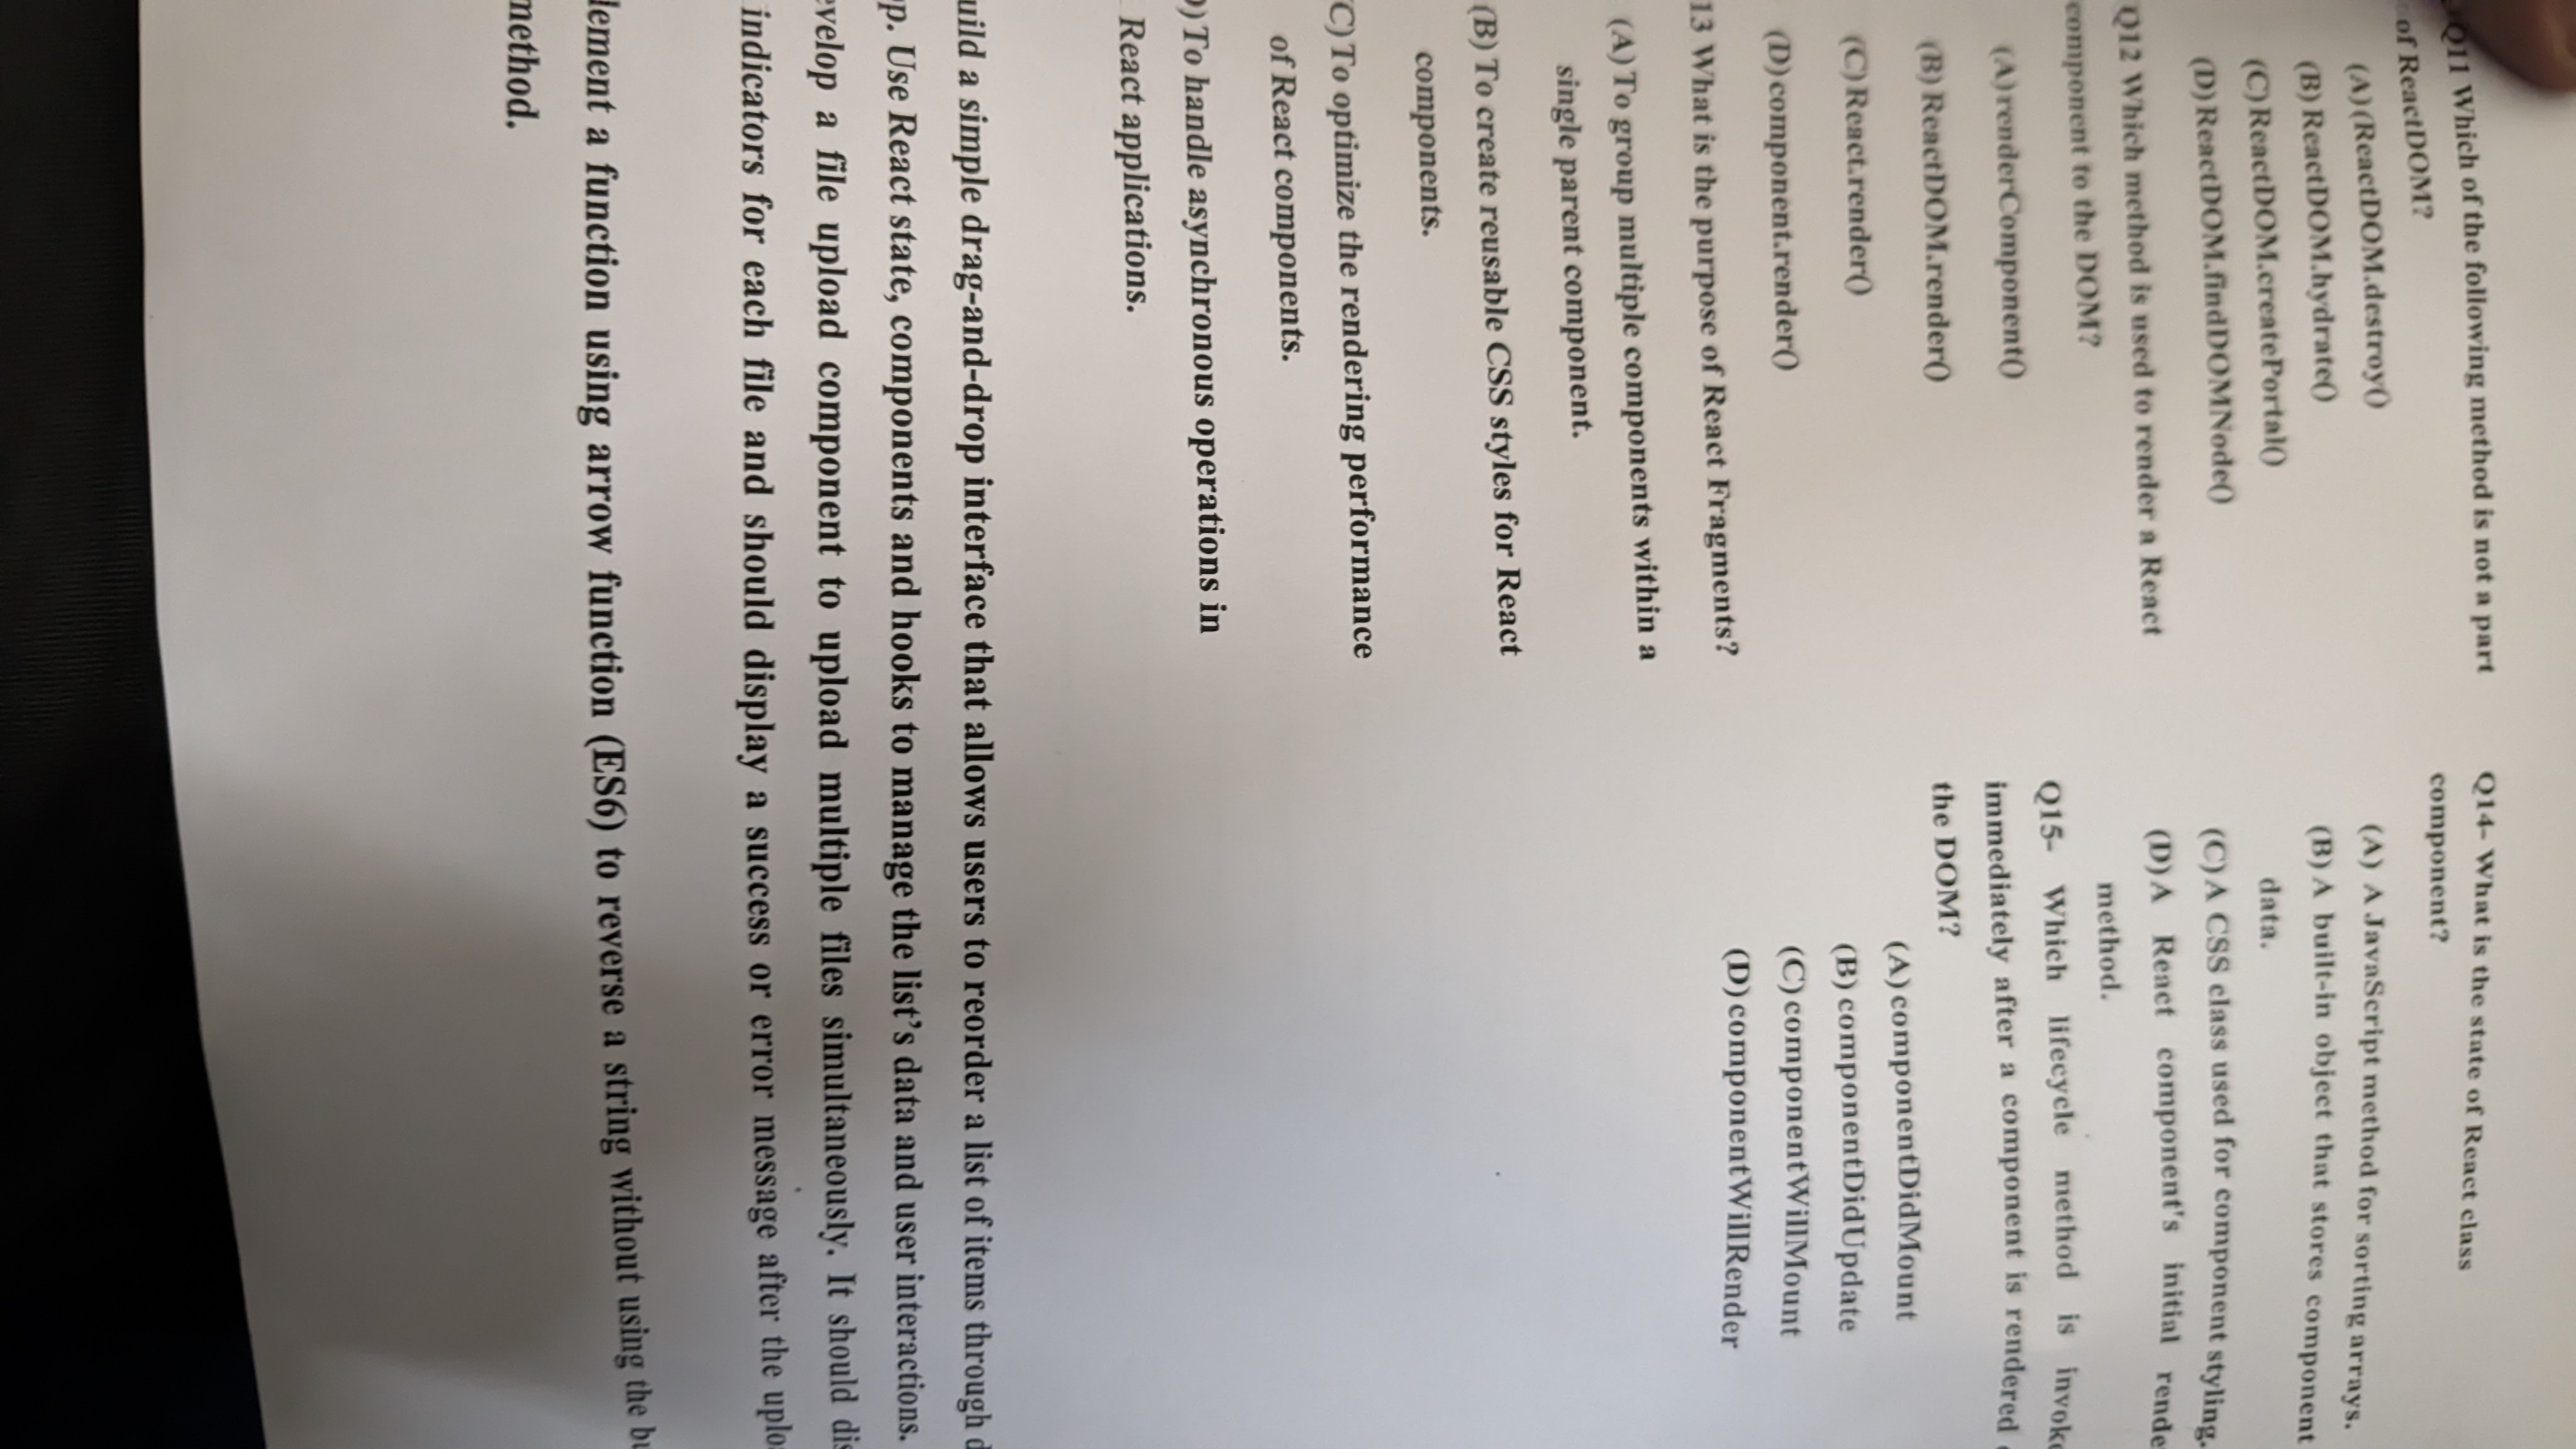 Q11 Which of the following method is not a part
of ReactDOM?
(A) (ReactDOM.destroy()
(B) ReactDOM.hydrate()
(C) ReactDOM.createPortal()
(D) ReactDOM.findDOMNode()
Q12 Which method is used to render a React
component to the DOM?
(A) renderComponent()
(B) ReactDOM.render()
(C) React.render()
(D) component.render()
13 What is the purpose of React Fragments?
(A) To group multiple components within a
single parent component.
(B) To create reusable CSS styles for React
components.
C) To optimize the rendering performance
of React components.
) To handle asynchronous operations in
React applications.
Q14- What is the state of React class
component?
(A) A JavaScript method for sorting arrays.
(B) A built-in object that stores component
data.
(C) A CSS class used for component styling.
(D) A React component's initial rende
method.
Q15- Which lifecycle method is invok
immediately after a component is rendered
the DOM?
(A) componentDidMount
(B) componentDidUpdate
(C) componentWillMount
(D) componentWillRender
uild a simple drag-and-drop interface that allows users to reorder a list of items through d
p. Use React state, components and hooks to manage the list’s data and user interactions.
velop a file upload component to upload multiple files simultaneously. It should dis
indicators for each file and should display a success or error message after the uplo
lement a function using arrow function (ES6) to reverse a string without using the bu
method.